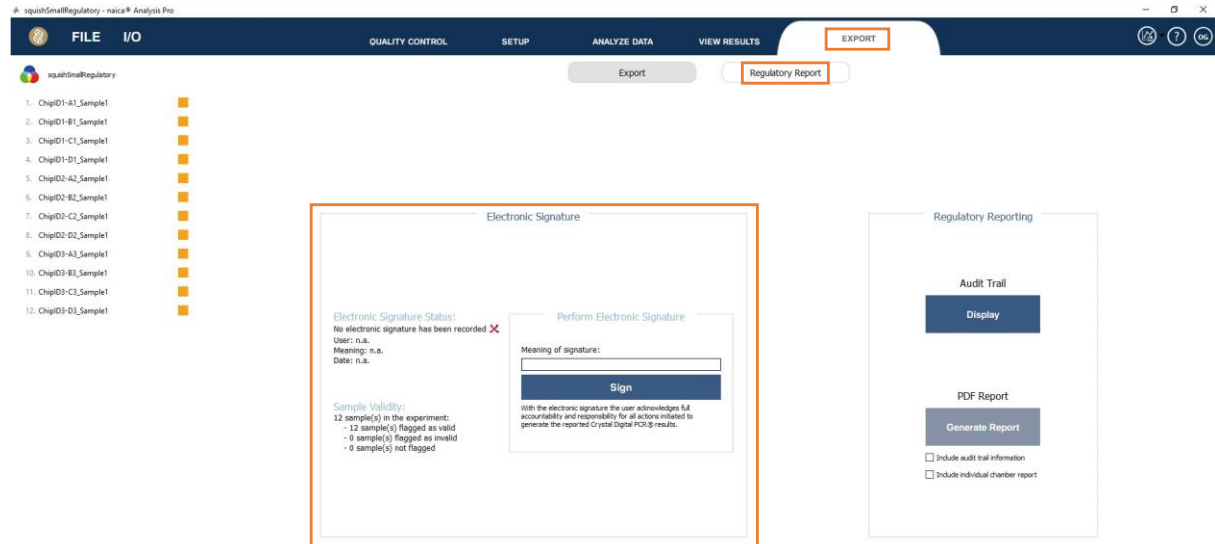 squishSmallRegulatory - naica® Analysis Pro
FILE I/O
QUALITY CONTROL SETUP ANALYZE DATA VIEW RESULTS EXPORT
? OG
squishSmallRegulatory
Export Regulatory Report
1. ChipID1-A1_Sample1
2. ChipID1-B1_Sample1
3. ChipID1-C1_Sample1
4. ChipID1-D1_Sample1
5. ChipID2-A2_Sample1
6. ChipID2-B2_Sample1
7. ChipID2-C2_Sample1
8. ChipID2-D2_Sample1
9. ChipID3-A3_Sample1
10. ChipID3-B3_Sample1
11. ChipID3-C3_Sample1
12. ChipID3-D3_Sample1
Electronic Signature
Electronic Signature Status:
No electronic signature has been recorded
User: n.a.
Meaning: n.a.
Date: n.a.
Sample Validity:
12 sample(s) in the experiment:
- 12 sample(s) flagged as valid
- 0 sample(s) flagged as invalid
- 0 sample(s) not flagged
Perform Electronic Signature
Meaning of signature:
Sign
With the electronic signature the user adknowledges full
accountability and responsibility for all actions initiated to
generate the reported Crystal Digital PCR® results.
Regulatory Reporting
Audit Trail
Display
PDF Report
Generate Report
Include audit trail information
Include individual chamber report